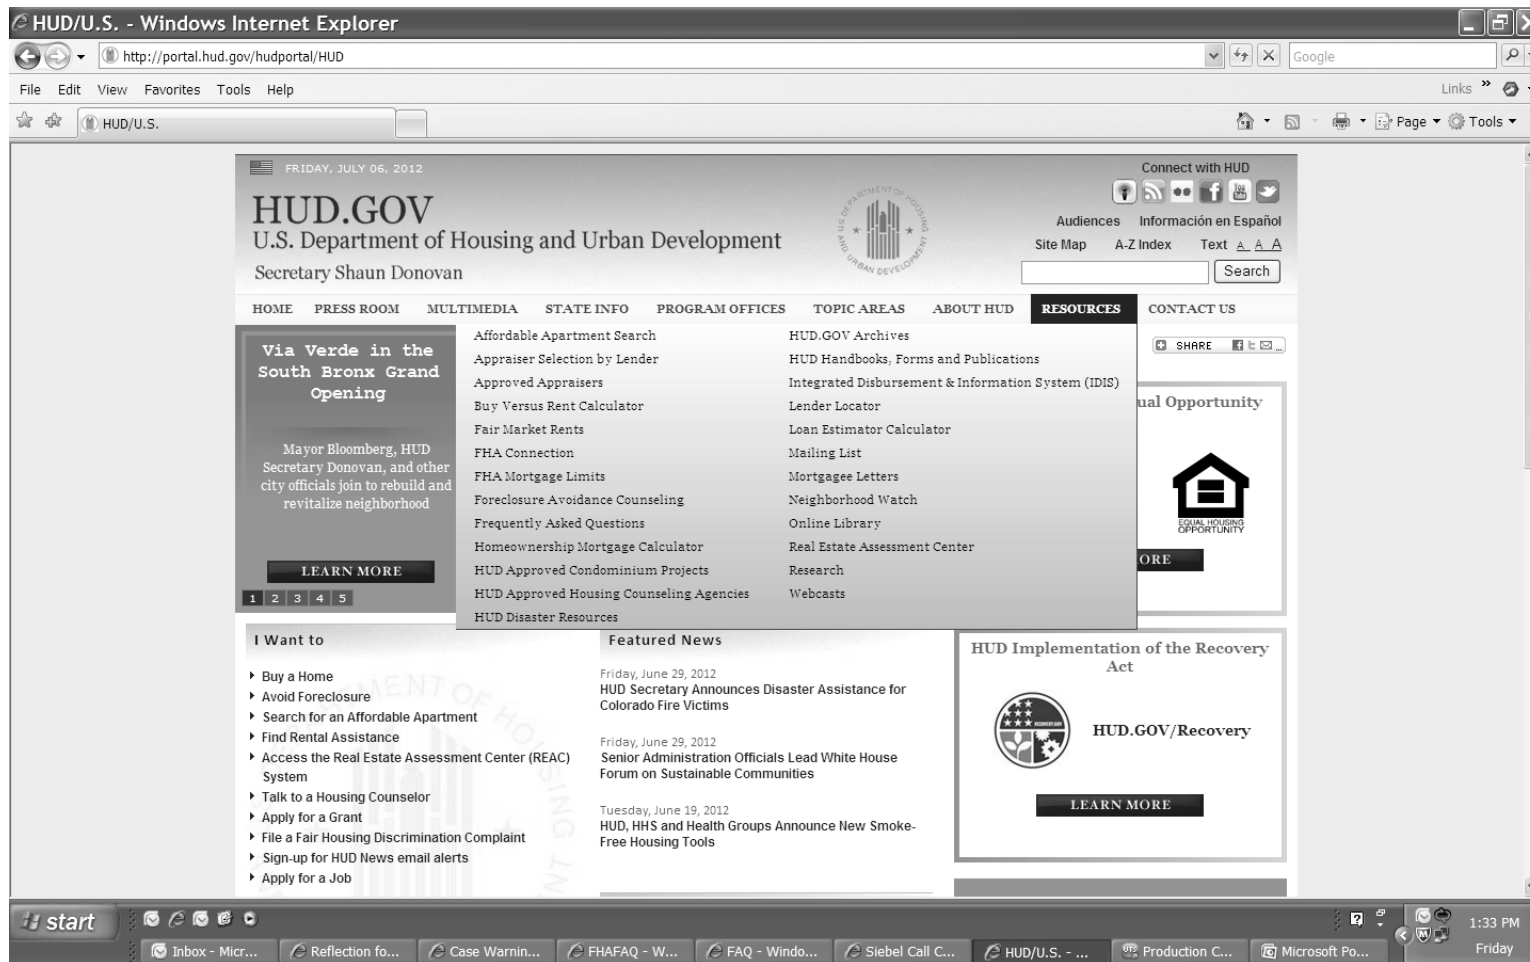 HUD/U.S. - Windows Internet Explorer
http://portal.hud.gov/hudportal/HUD
Google
File Edit View Favorites Tools Help
Links »
HUD/U.S.
Page Tools
FRIDAY, JULY 06, 2012
Connect with HUD
HUD.GOV
U.S. Department of Housing and Urban Development
Secretary Shaun Donovan
U.S. DEPARTMENT OF HOUSING AND URBAN DEVELOPMENT
You Tube
Audiences Información en Español
Site Map A-Z Index Text A A A
Search
HOME PRESS ROOM MULTIMEDIA STATE INFO PROGRAM OFFICES TOPIC AREAS ABOUT HUD RESOURCES CONTACT US
Via Verde in the
South Bronx Grand
Opening
Mayor Bloomberg, HUD
Secretary Donovan, and other
city officials join to rebuild and
revitalize neighborhood
LEARN MORE
1 2 3 4 5
Affordable Apartment Search
Appraiser Selection by Lender
Approved Appraisers
Buy Versus Rent Calculator
Fair Market Rents
FHA Connection
FHA Mortgage Limits
Foreclosure Avoidance Counseling
Frequently Asked Questions
Homeownership Mortgage Calculator
HUD Approved Condominium Projects
HUD Approved Housing Counseling Agencies
HUD Disaster Resources
HUD.GOV Archives
HUD Handbooks, Forms and Publications
Integrated Disbursement & Information System (IDIS)
Lender Locator
Loan Estimator Calculator
Mailing List
Mortgagee Letters
Neighborhood Watch
Online Library
Real Estate Assessment Center
Research
Webcasts
SHARE
ual Opportunity
EQUAL HOUSING
OPPORTUNITY
ORE
I Want to
Buy a Home
Avoid Foreclosure
Search for an Affordable Apartment
Find Rental Assistance
Access the Real Estate Assessment Center (REAC)
System
Talk to a Housing Counselor
Apply for a Grant
File a Fair Housing Discrimination Complaint
Sign-up for HUD News email alerts
Apply for a Job
Featured News
Friday, June 29, 2012
HUD Secretary Announces Disaster Assistance for
Colorado Fire Victims
Friday, June 29, 2012
Senior Administration Officials Lead White House
Forum on Sustainable Communities
Tuesday, June 19, 2012
HUD, HHS and Health Groups Announce New Smoke-
Free Housing Tools
HUD Implementation of the Recovery
Act
RECOVERY.GOV
HUD.GOV/Recovery
LEARN MORE
start
1:33 PM
Inbox - Micr... Reflection fo... Case Warnin... FHAFAQ - W... FAQ - Windo... Siebel Call C... HUD/U.S. - ... Production C... Microsoft Po...
Friday